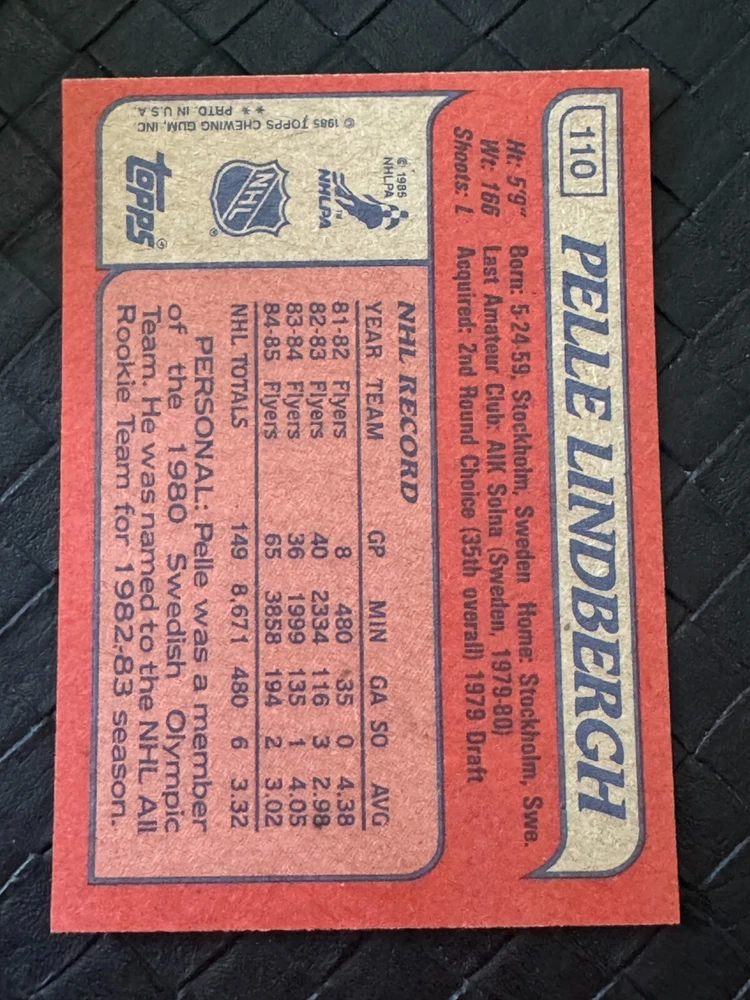 110
PELLE LINDBERGH
Ht: 5'9" Born: 5-24-59, Stockholm, Sweden Home: Stockholm, Swe.
Wt: 166 Last Amateur Club: AIK Solna (Sweden, 1979-80)
Shoots: L Acquired: 2nd Round Choice (35th overall) 1979 Draft
© 1985
NHLPA
NHLPA
TM
NHL
®
TOPPS
®
© 1985 TOPPS CHEWING GUM, INC.
** PRTD. IN U.S.A.
NHL RECORD
YEAR TEAM GP MIN GA SO AVG
81-82 Flyers 8 480 35 0 4.38
82-83 Flyers 40 2334 116 3 2.98
83-84 Flyers 36 1999 135 1 4.05
84-85 Flyers 65 3858 194 2 3.02
NHL TOTALS 149 8,671 480 6 3.32
PERSONAL: Pelle was a member
of the 1980 Swedish Olympic
Team. He was named to the NHL All
Rookie Team for 1982-83 season.